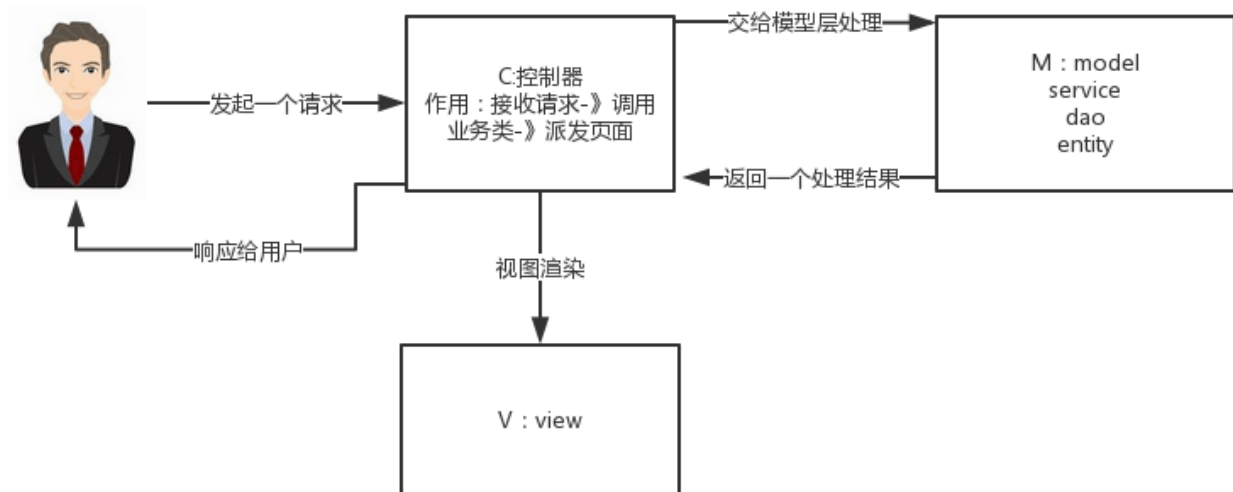 交给模型层处理
C:控制器
作用：接收请求-》调用
业务类-》派发页面
M：model
service
dao
entity
发起一个请求
返回一个处理结果
响应给用户
视图渲染
V：view